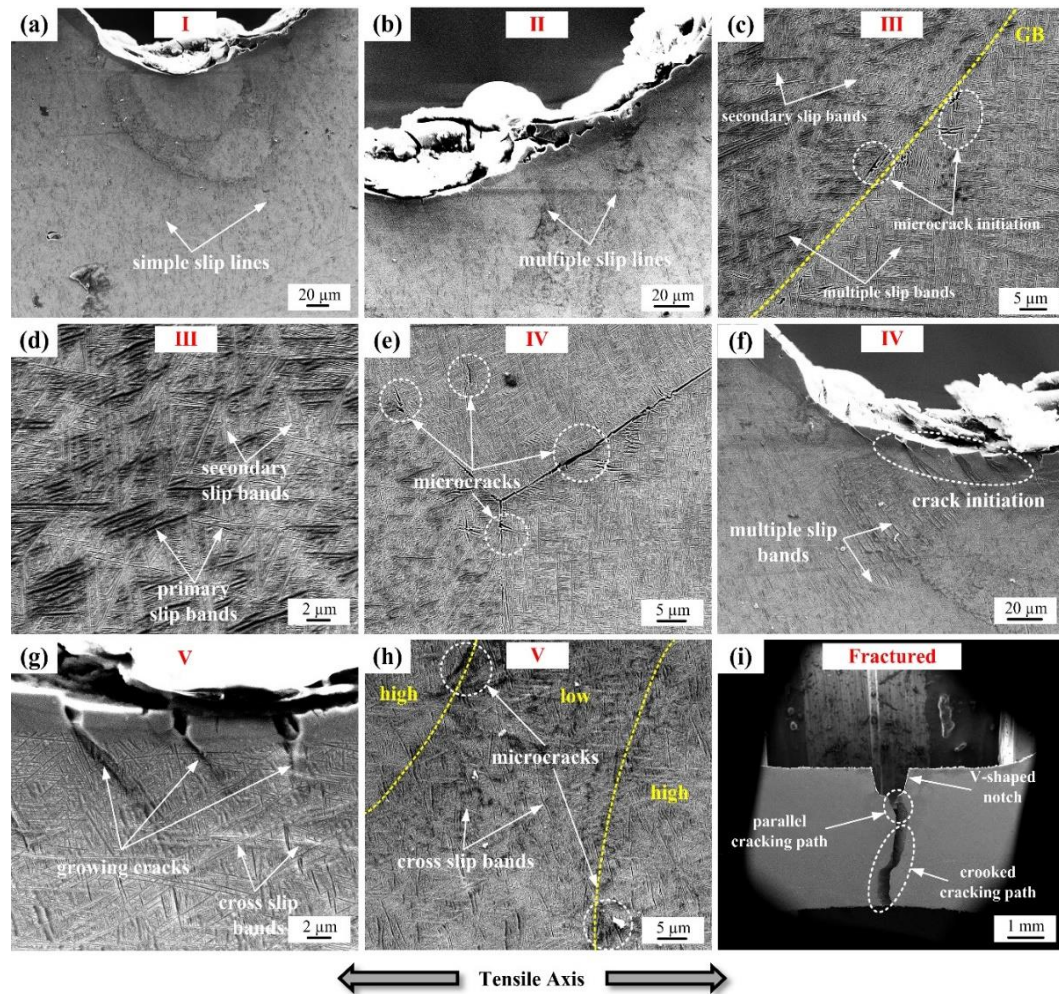 (a)
I
simple slip lines
20 µm
(b)
II
multiple slip lines
20 µm
(c)
III
GB
secondary slip bands
microcrack initiation
multiple slip bands
5 µm
(d)
III
secondary
slip bands
primary
slip bands
2 µm
(e)
IV
microcracks
5 µm
(f)
IV
crack initiation
multiple slip
bands
20 µm
(g)
V
growing cracks
cross slip
bands
2 µm
(h)
V
high
low
microcracks
high
cross slip bands
5 µm
(i)
Fractured
V-shaped
notch
parallel
cracking path
crooked
cracking path
1 mm
Tensile Axis